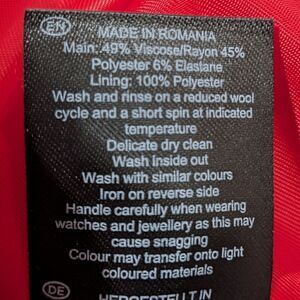 EN
MADE IN ROMANIA
Main: 49% Viscose/Rayon 45%
Polyester 6% Elastane
Lining: 100% Polyester
Wash and rinse on a reduced wool
cycle and a short spin at indicated
temperature
Delicate dry clean
Wash inside out
Wash with similar colours
Iron on reverse side
Handle carefully when wearing
watches and jewellery as this may
cause snagging
Colour may transfer onto light
coloured materials
DE
HERGESTELLT IN